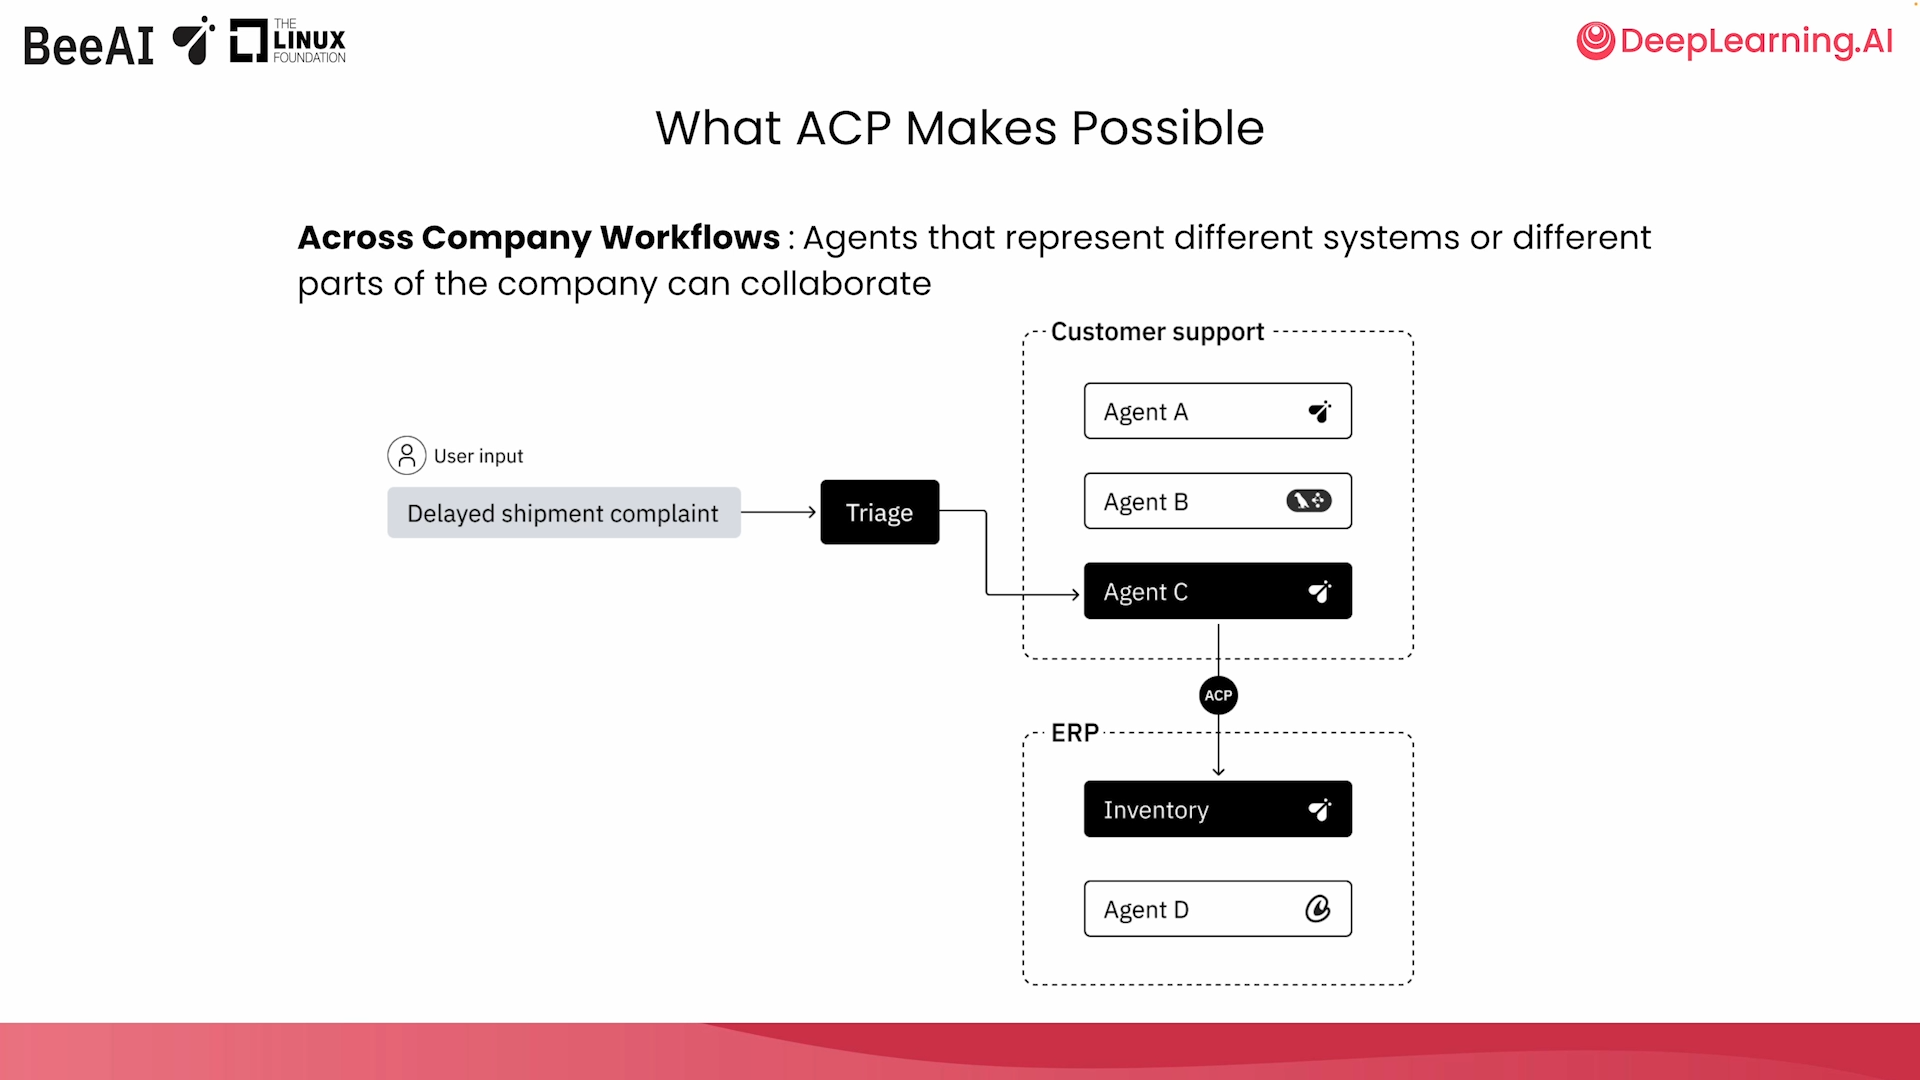 BeeAI
THE
LINUX
FOUNDATION
DeepLearning.AI
What ACP Makes Possible
Across Company Workflows : Agents that represent different systems or different
parts of the company can collaborate
Customer support
Agent A
User input
Agent B
Delayed shipment complaint
Triage
Agent C
ACP
ERP
Inventory
Agent D